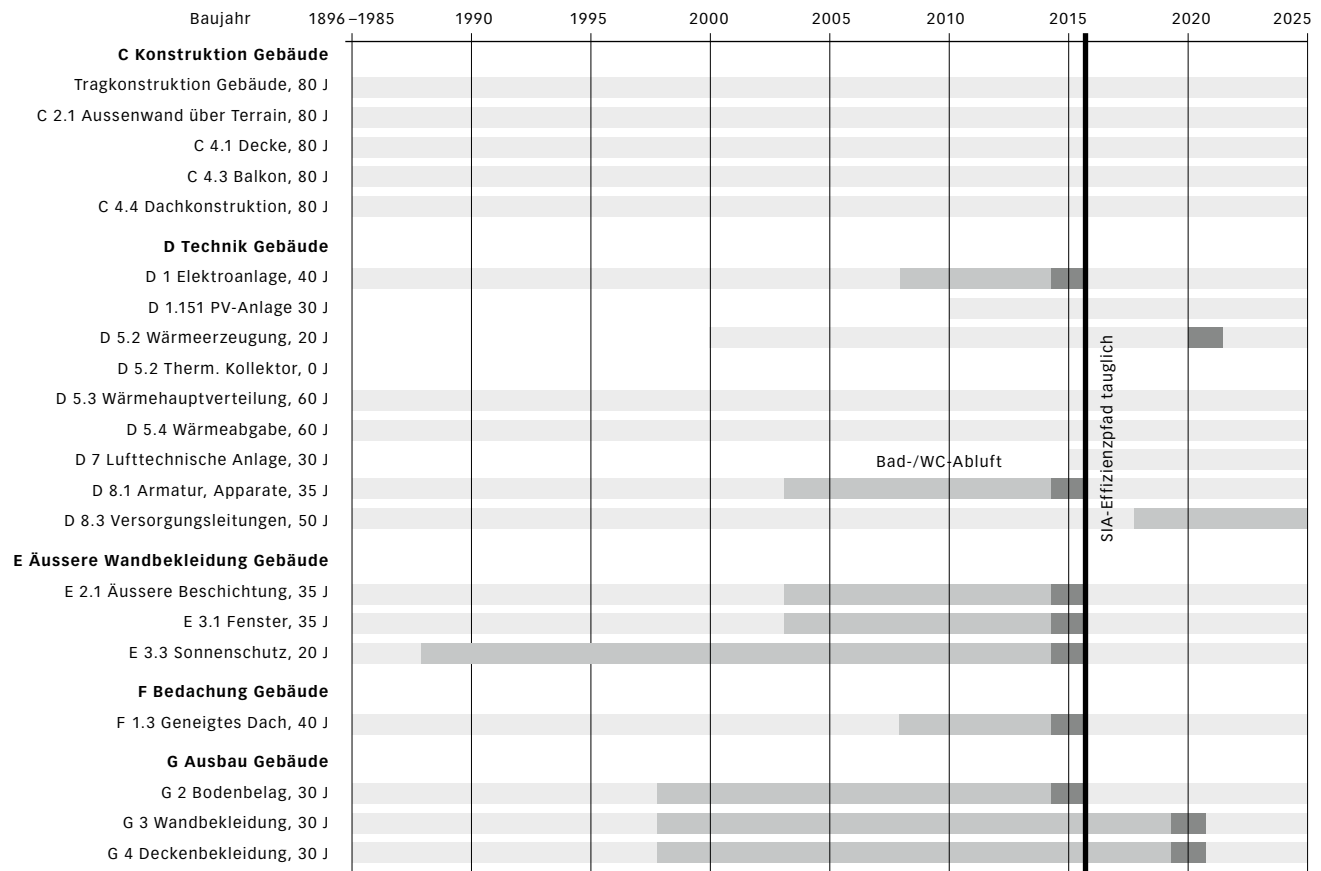 Baujahr 1896–1985 1990 1995 2000 2005 2010 2015 2020 2025
C Konstruktion Gebäude
Tragkonstruktion Gebäude, 80 J
C 2.1 Aussenwand über Terrain, 80 J
C 4.1 Decke, 80 J
C 4.3 Balkon, 80 J
C 4.4 Dachkonstruktion, 80 J
D Technik Gebäude
D 1 Elektroanlage, 40 J
D 1.151 PV-Anlage 30 J
D 5.2 Wärmeerzeugung, 20 J
D 5.2 Therm. Kollektor, 0 J
D 5.3 Wärmehauptverteilung, 60 J
D 5.4 Wärmeabgabe, 60 J
D 7 Lufttechnische Anlage, 30 J
Bad-/WC-Abluft
D 8.1 Armatur, Apparate, 35 J
D 8.3 Versorgungsleitungen, 50 J
SIA-Effizienzpfad tauglich
E Äussere Wandbekleidung Gebäude
E 2.1 Äussere Beschichtung, 35 J
E 3.1 Fenster, 35 J
E 3.3 Sonnenschutz, 20 J
F Bedachung Gebäude
F 1.3 Geneigtes Dach, 40 J
G Ausbau Gebäude
G 2 Bodenbelag, 30 J
G 3 Wandbekleidung, 30 J
G 4 Deckenbekleidung, 30 J